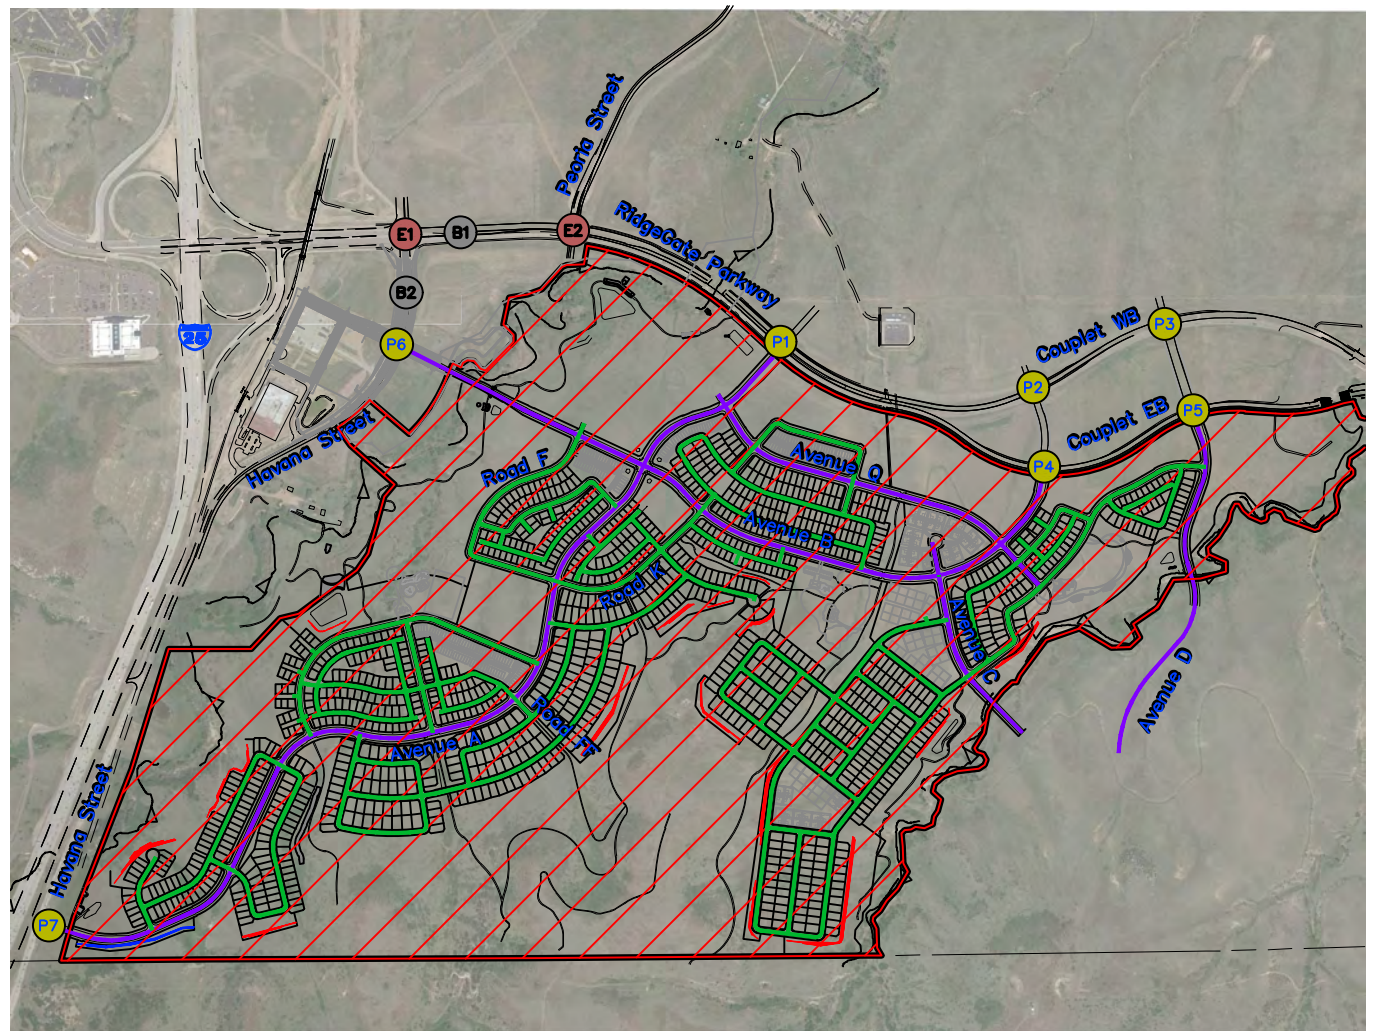 Peoria Street
RidgeGate Parkway
E1
B1
E2
B2
25
P6
P1
P3
Couplet WB
P2
P5
Couplet EB
P4
Havana Street
Road F
Avenue Q
Avenue B
Road K
Avenue C
Avenue D
Road FF
Avenue A
Havana Street
P7